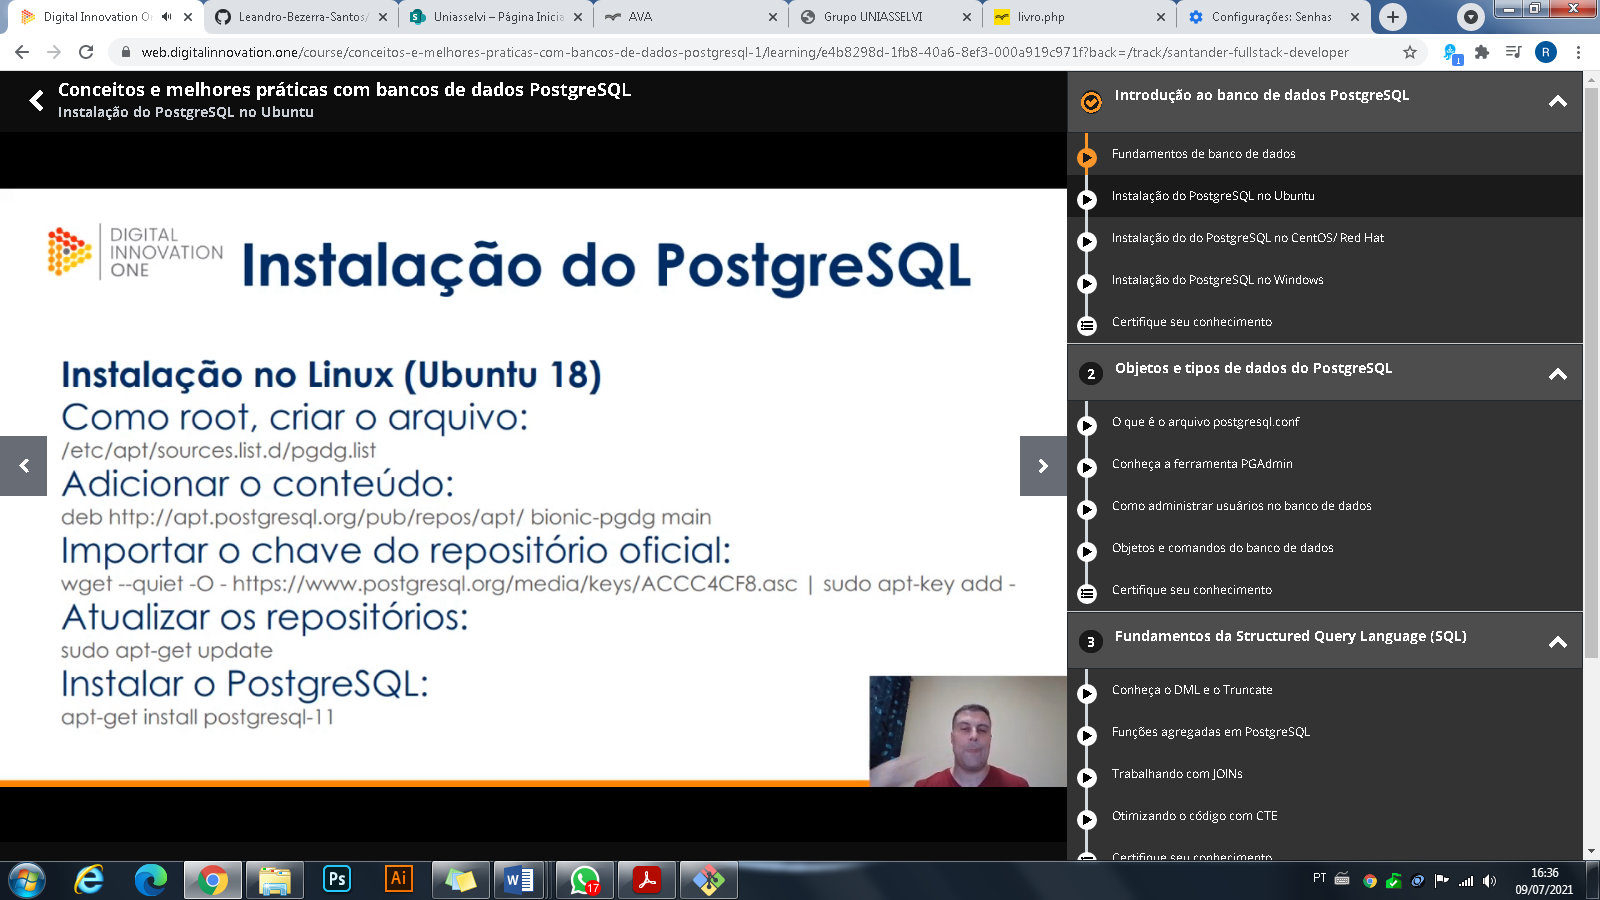 Digital Innovation On
Leandro-Bezerra-Santos/
Uniasselvi – Página Inicia
AVA
Grupo UNIASSELVI
livro.php
Configurações: Senhas
web.digitalinnovation.one/course/conceitos-e-melhores-praticas-com-bancos-de-dados-postgresql-1/learning/e4b8298d-1fb8-40a6-8ef3-000a919c971f?back=/track/santander-fullstack-developer
1
R
Conceitos e melhores práticas com bancos de dados PostgreSQL
Instalação do PostgreSQL no Ubuntu
DIGITAL
INNOVATION
ONE
Instalação do PostgreSQL
Instalação no Linux (Ubuntu 18)
Como root, criar o arquivo:
/etc/apt/sources.list.d/pgdg.list
Adicionar o conteúdo:
deb http://apt.postgresql.org/pub/repos/apt/ bionic-pgdg main
Importar o chave do repositório oficial:
wget --quiet -O - https://www.postgresql.org/media/keys/ACCC4CF8.asc | sudo apt-key add -
Atualizar os repositórios:
sudo apt-get update
Instalar o PostgreSQL:
apt-get install postgresql-11
Introdução ao banco de dados PostgreSQL
Fundamentos de banco de dados
Instalação do PostgreSQL no Ubuntu
Instalação do do PostgreSQL no CentOS/ Red Hat
Instalação do PostgreSQL no Windows
Certifique seu conhecimento
2 Objetos e tipos de dados do PostgreSQL
O que é o arquivo postgresql.conf
Conheça a ferramenta PGAdmin
Como administrar usuários no banco de dados
Objetos e comandos do banco de dados
Certifique seu conhecimento
3 Fundamentos da Structured Query Language (SQL)
Conheça o DML e o Truncate
Funções agregadas em PostgreSQL
Trabalhando com JOINs
Otimizando o código com CTE
Certifique seu conhecimento
Ps
Ai
W
17
PT
16:36
09/07/2021